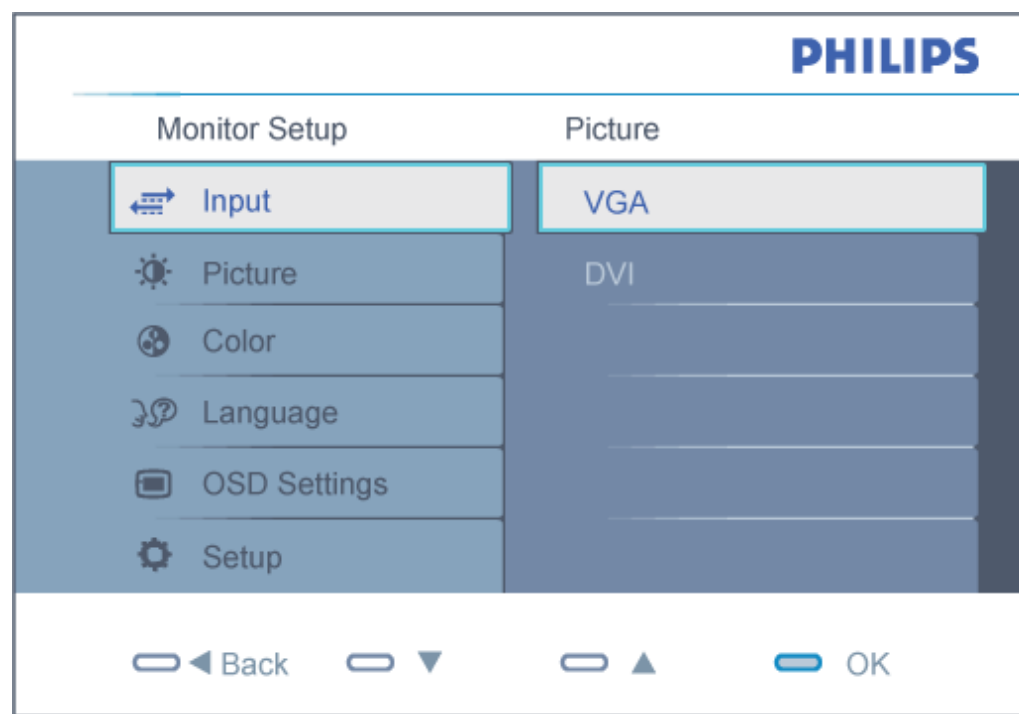 PHILIPS
Monitor Setup Picture
Input VGA
Picture DVI
Color
Language
OSD Settings
Setup
Back OK